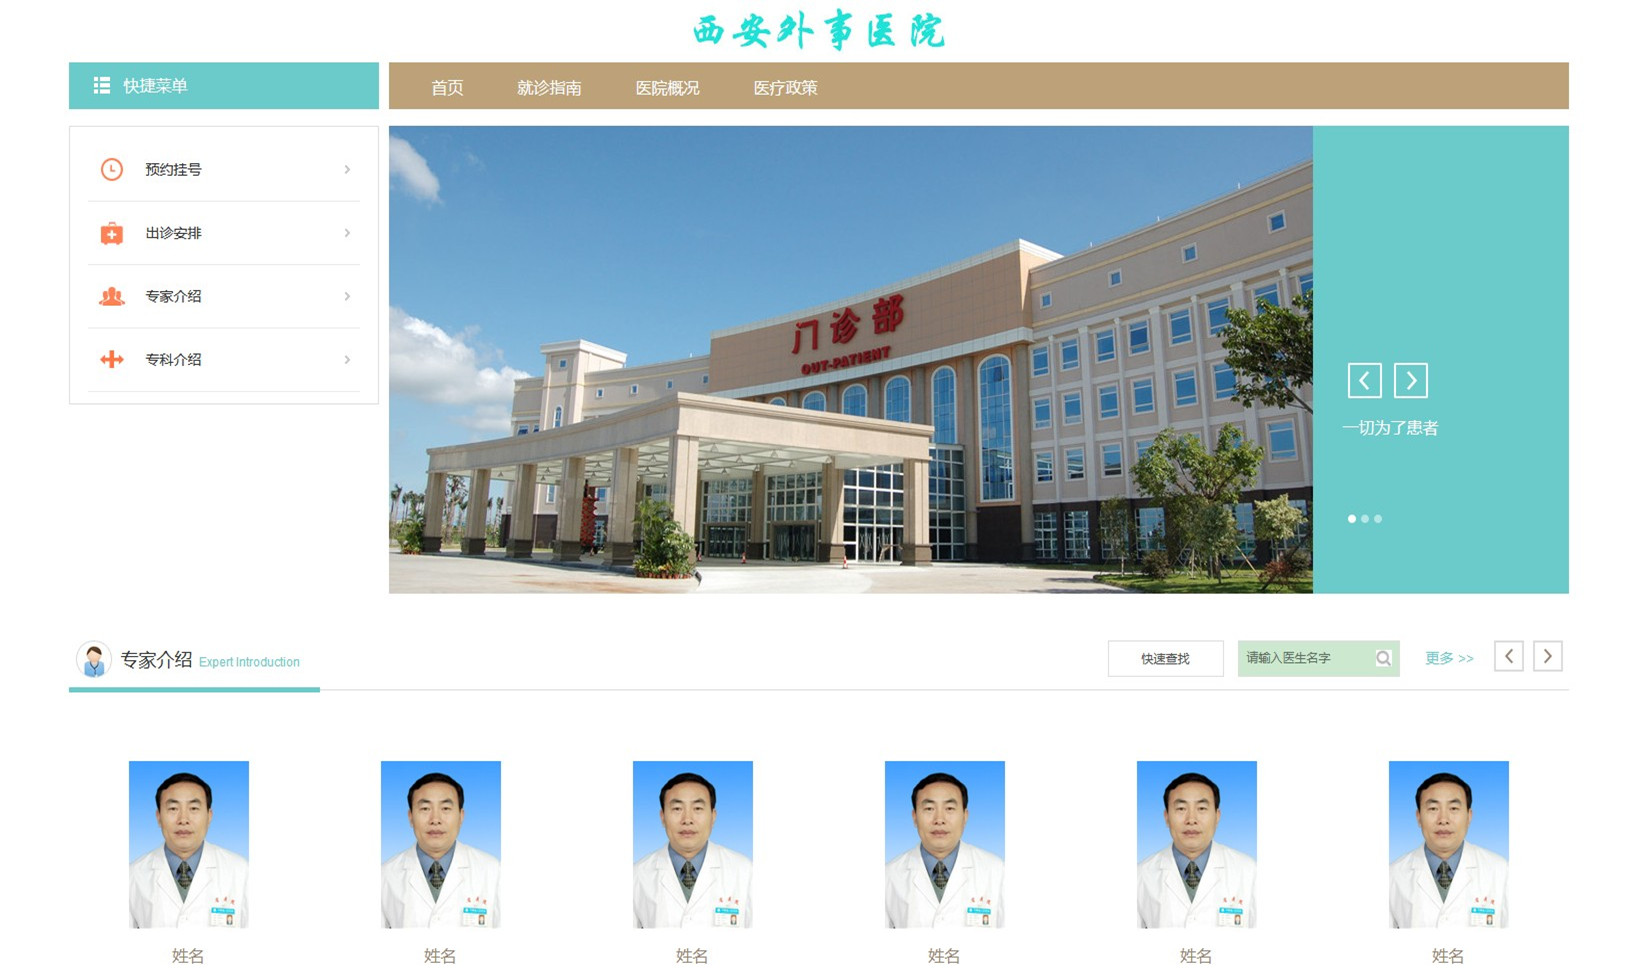 西安外事医院
快捷菜单
首页 就诊指南 医院概况 医疗政策
预约挂号
出诊安排
专家介绍
专科介绍
门诊部
OUT-PATIENT
一切为了患者
专家介绍 Expert Introduction
快速查找 请输入医生名字 更多 >>
姓名 姓名 姓名 姓名 姓名 姓名